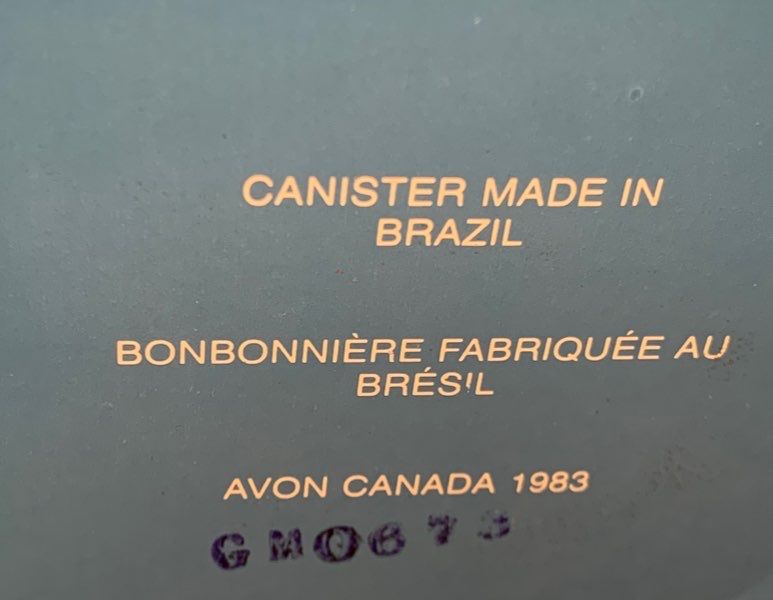 CANISTER MADE IN
BRAZIL
BONBONNIÈRE FABRIQUÉE AU
BRÉSIL
AVON CANADA 1983
GM0673